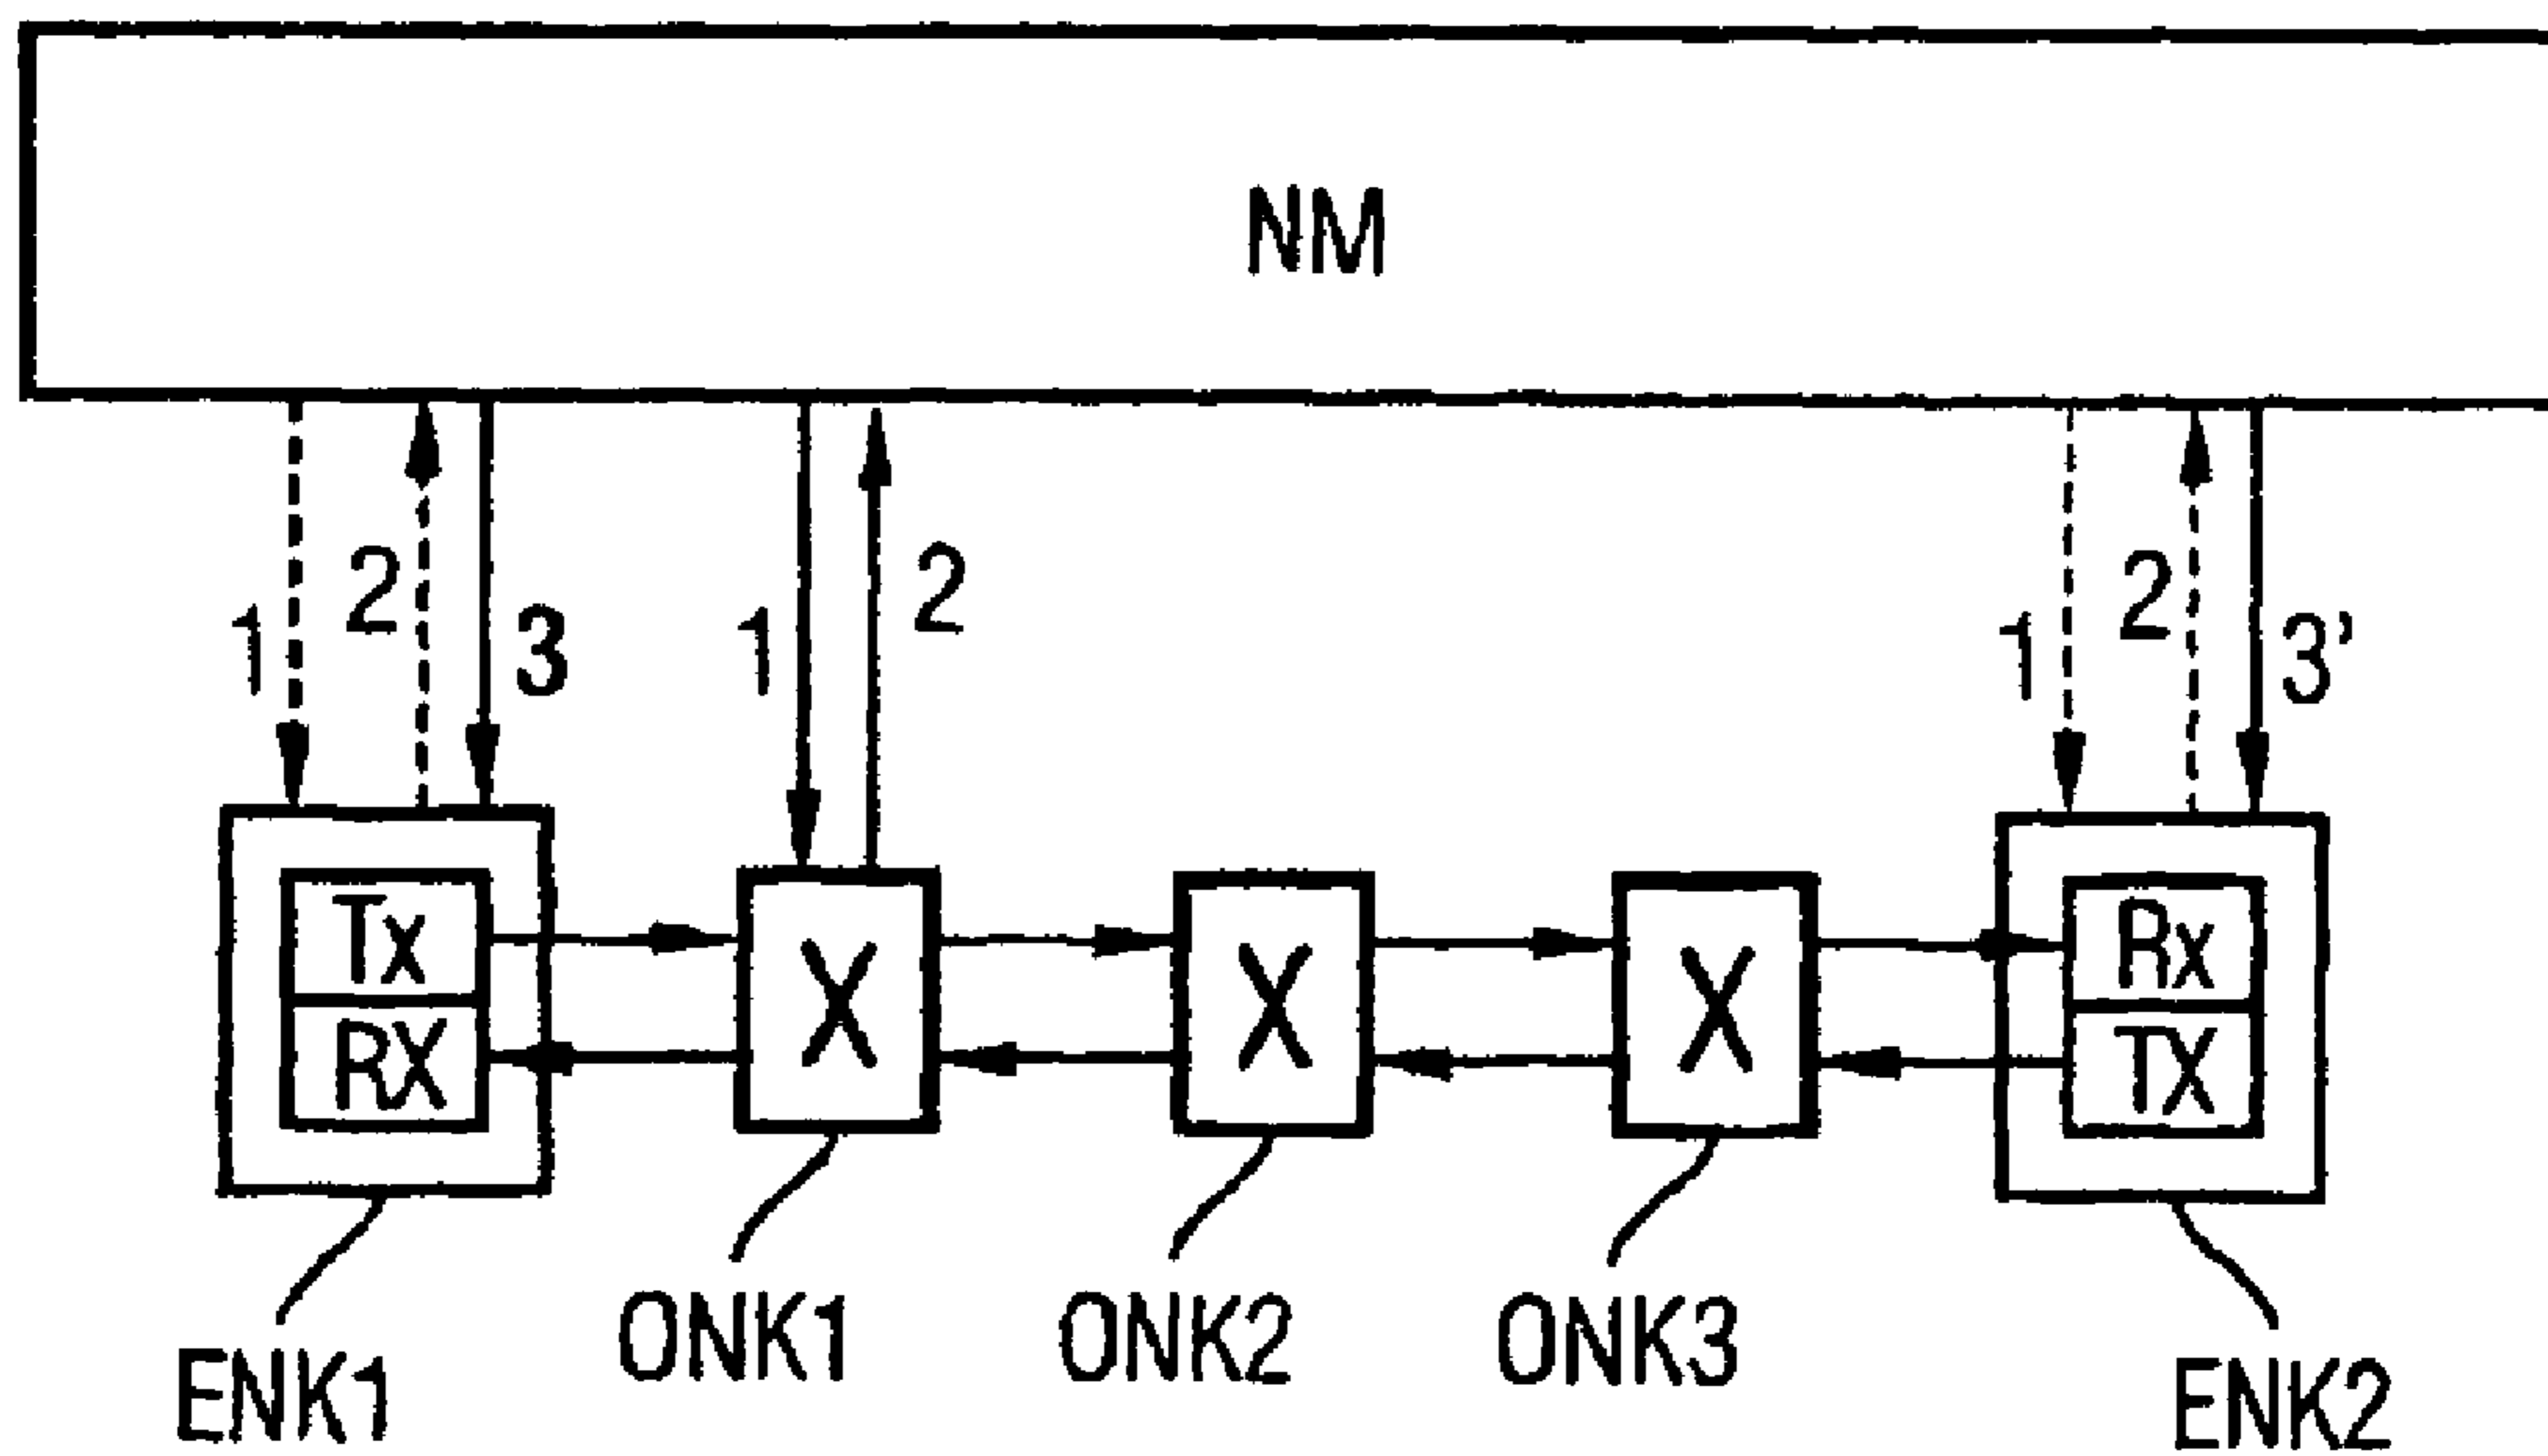 NM
1 2 3 1 2 1 2 3'
Tx X X X Rx
RX TX
ENK1 ONK1 ONK2 ONK3 ENK2